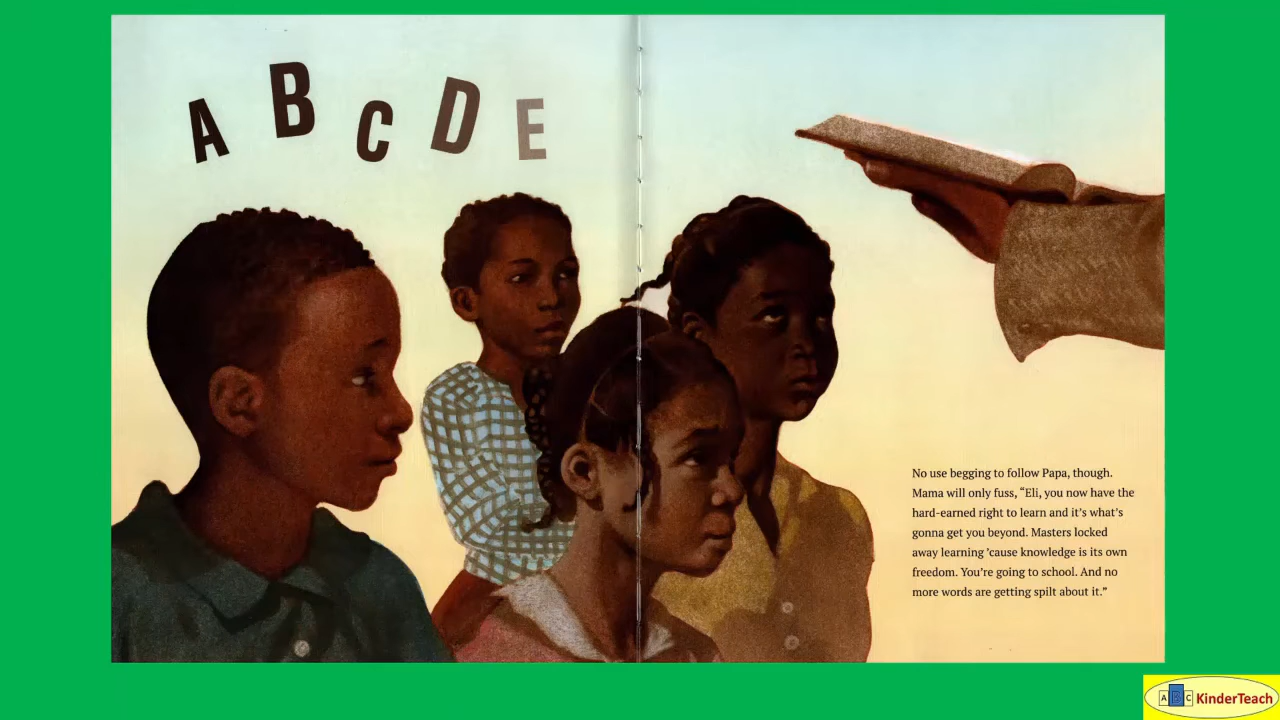 A B C D E
No use begging to follow Papa, though.
Mama will only fuss, “Eli, you now have the
hard-earned right to learn and it’s what’s
gonna get you beyond. Masters locked
away learning ’cause knowledge is its own
freedom. You’re going to school. And no
more words are getting spilt about it.”
A B C KinderTeach